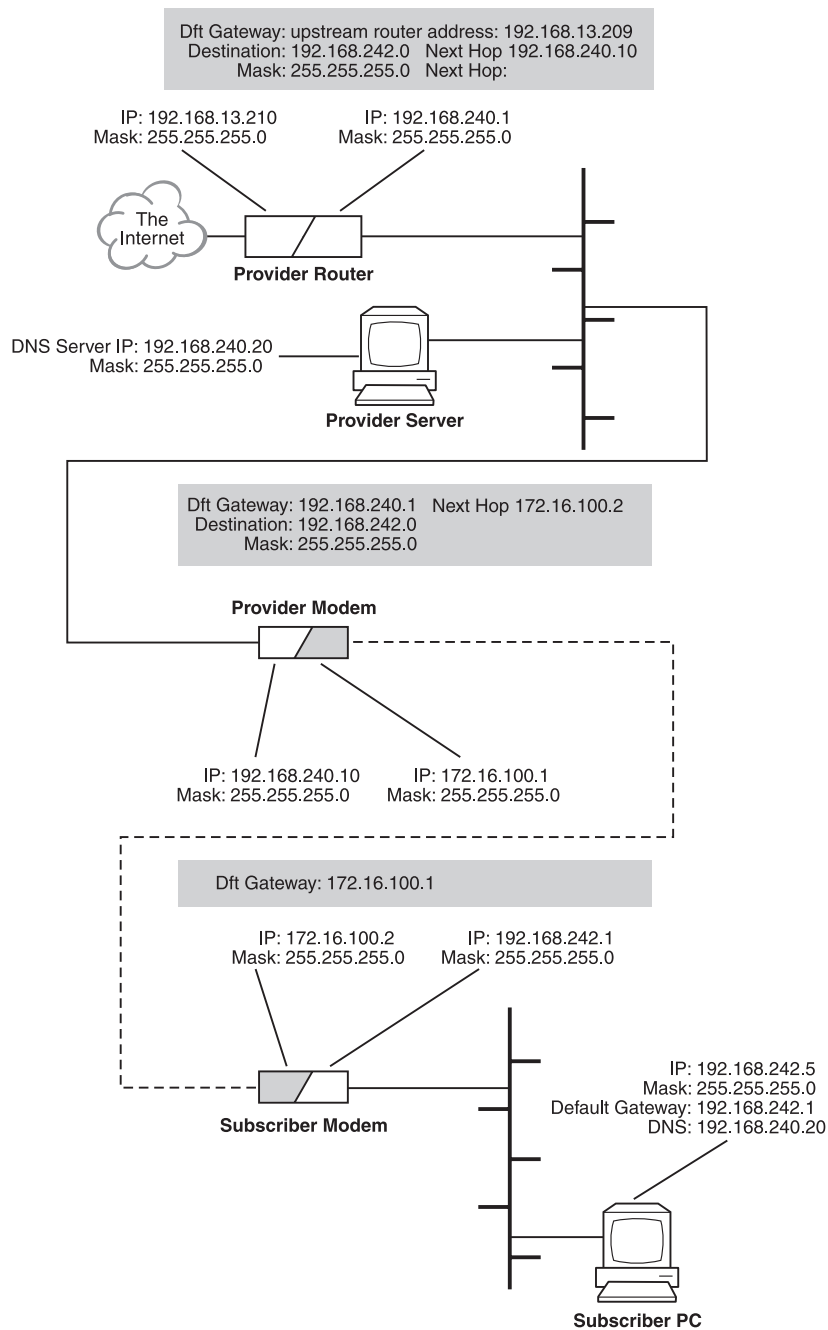 Dft Gateway: upstream router address: 192.168.13.209
Destination: 192.168.242.0 Next Hop 192.168.240.10
Mask: 255.255.255.0 Next Hop:
IP: 192.168.13.210
Mask: 255.255.255.0
IP: 192.168.240.1
Mask: 255.255.255.0
The
Internet
Provider Router
DNS Server IP: 192.168.240.20
Mask: 255.255.255.0
Provider Server
Dft Gateway: 192.168.240.1 Next Hop 172.16.100.2
Destination: 192.168.242.0
Mask: 255.255.255.0
Provider Modem
IP: 192.168.240.10
Mask: 255.255.255.0
IP: 172.16.100.1
Mask: 255.255.255.0
Dft Gateway: 172.16.100.1
IP: 172.16.100.2
Mask: 255.255.255.0
IP: 192.168.242.1
Mask: 255.255.255.0
Subscriber Modem
IP: 192.168.242.5
Mask: 255.255.255.0
Default Gateway: 192.168.242.1
DNS: 192.168.240.20
Subscriber PC